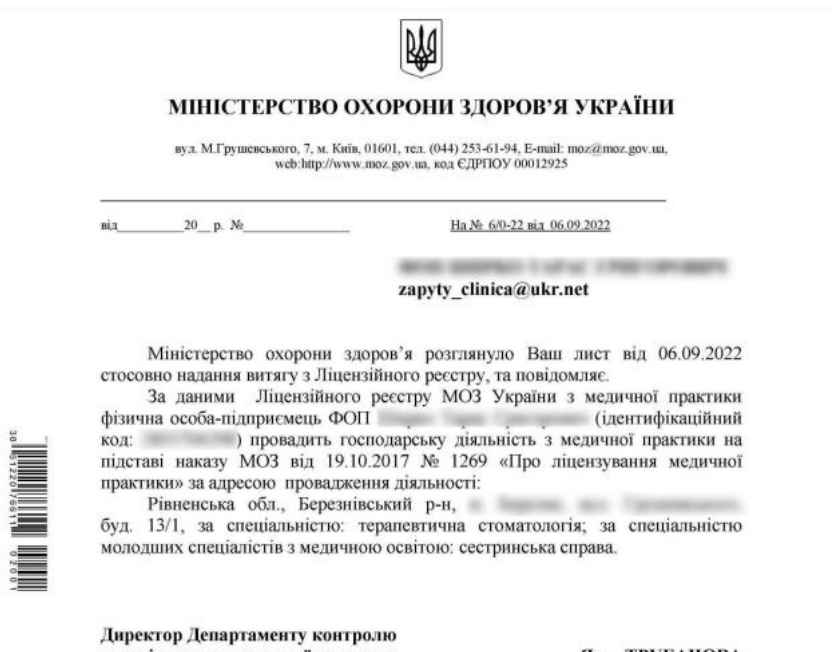 МІНІСТЕРСТВО ОХОРОНИ ЗДОРОВ’Я УКРАЇНИ
вул. М.Грушевського, 7, м. Київ, 01601, тел. (044) 253-61-94, E-mail: moz@moz.gov.ua,
web:http://www.moz.gov.ua, код ЄДРПОУ 00012925
від__________20__ р. №________________
На № 6/0-22 від 06.09.2022
zapyty_clinica@ukr.net
Міністерство охорони здоров’я розглянуло Ваш лист від 06.09.2022
стосовно надання витягу з Ліцензійного реєстру, та повідомляє.
За даними Ліцензійного реєстру МОЗ України з медичної практики
фізична особа-підприємець ФОП (ідентифікаційний
код: ) провадить господарську діяльність з медичної практики на
підставі наказу МОЗ від 19.10.2017 № 1269 «Про ліцензування медичної
практики» за адресою провадження діяльності:
Рівненська обл., Березнівський р-н,
буд. 13/1, за спеціальністю: терапевтична стоматологія; за спеціальністю
молодших спеціалістів з медичною освітою: сестринська справа.
Директор Департаменту контролю